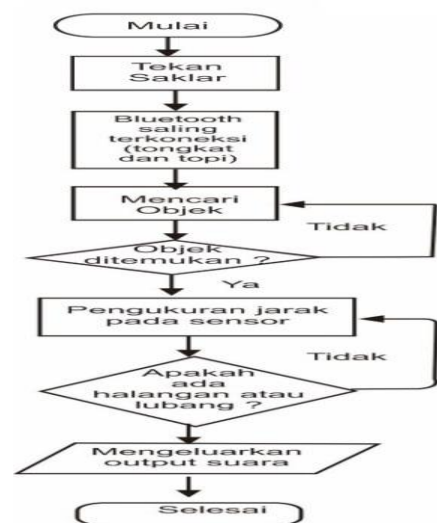 Mulai
Tekan
Saklar
Bluetooth
saling
terkoneksi
(tongkat
dan topi)
Mencari
Objek
Tidak
Objek
ditemukan ?
Ya
Pengukuran jarak
pada sensor
Tidak
Apakah
ada
halangan atau
lubang ?
Mengeluarkan
output suara
Selesai